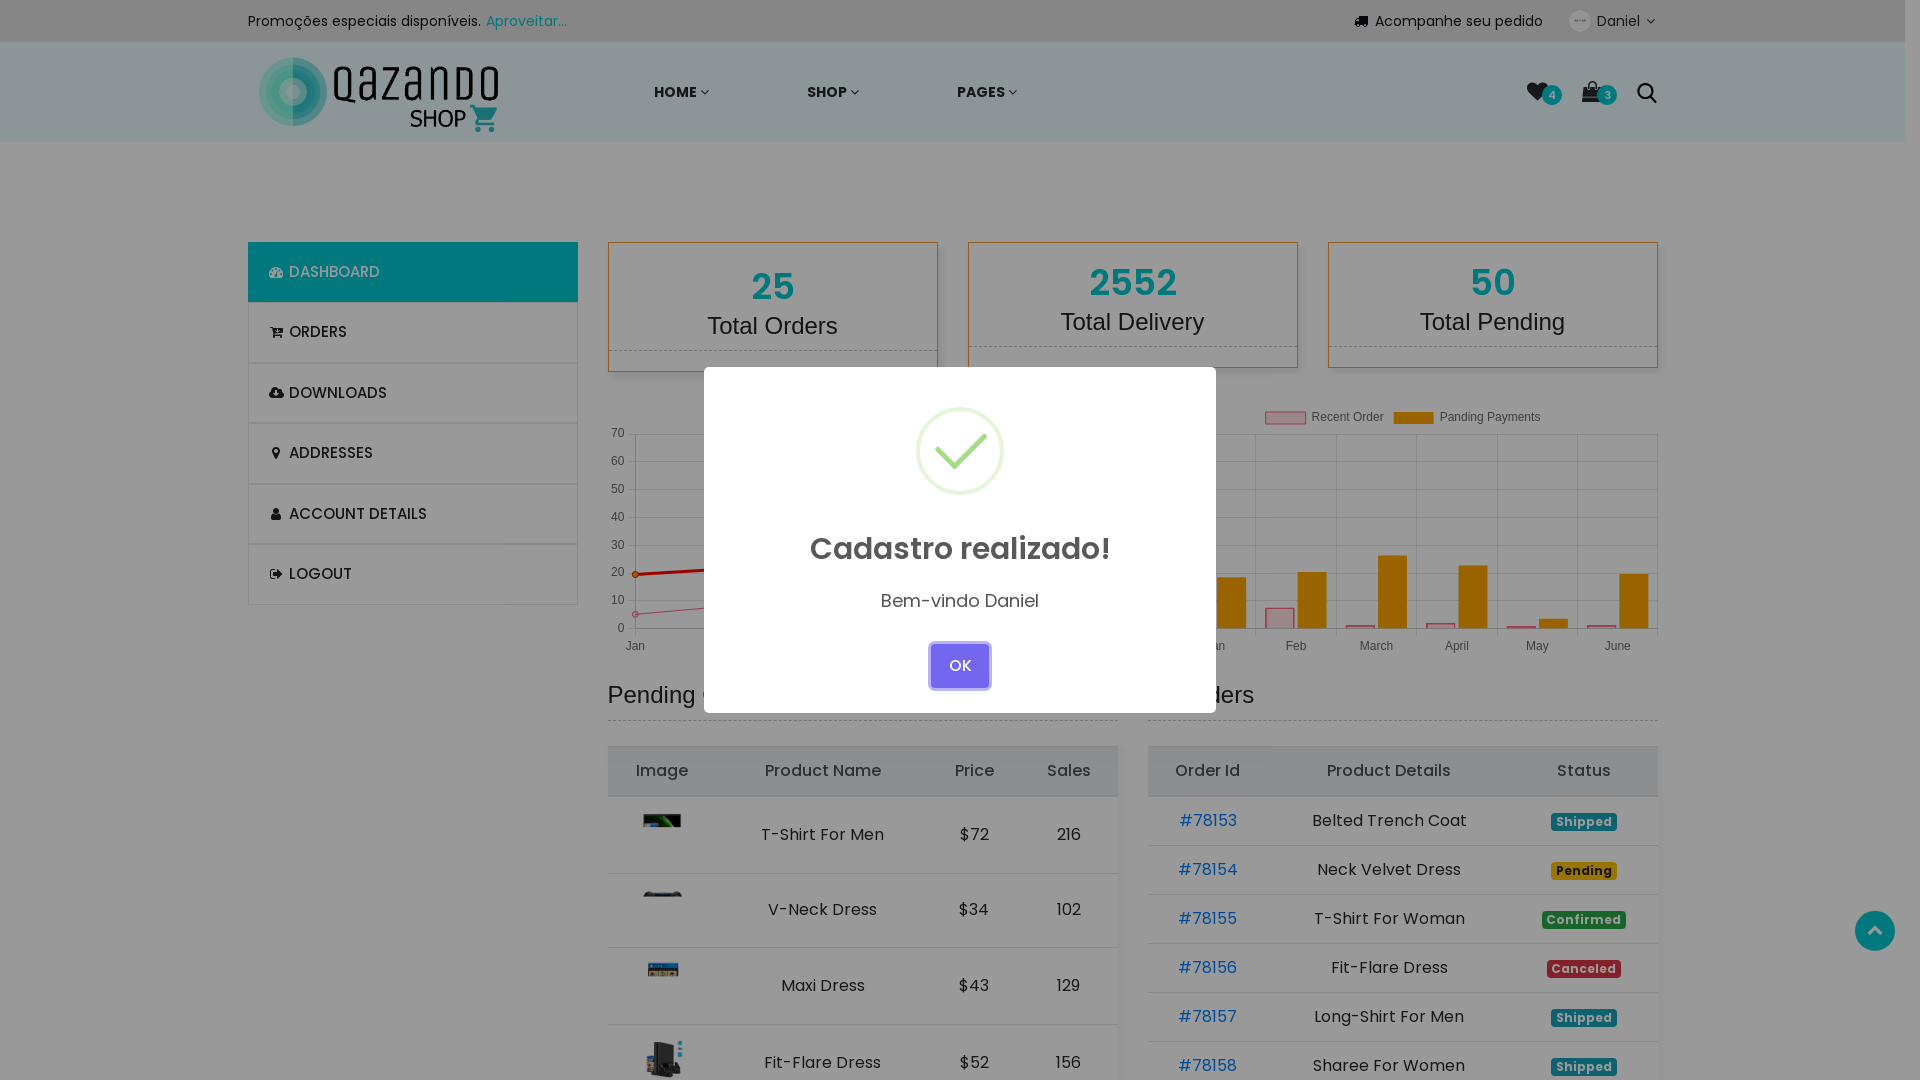 Promoções especiais disponíveis. Aproveitar...
Acompanhe seu pedido
Daniel
QAZANDO
SHOP
HOME
SHOP
PAGES
4
3
DASHBOARD
ORDERS
DOWNLOADS
ADDRESSES
ACCOUNT DETAILS
LOGOUT
25
Total Orders
2552
Total Delivery
50
Total Pending
Recent Order
Panding Payments
70
60
50
40
30
20
10
0
Jan
Feb
March
April
May
June
Cadastro realizado!
Bem-vindo Daniel
OK
Pending
Image Product Name Price Sales
T-Shirt For Men $72 216
V-Neck Dress $34 102
Maxi Dress $43 129
Fit-Flare Dress $52 156
Order Id Product Details Status
#78153 Belted Trench Coat Shipped
#78154 Neck Velvet Dress Pending
#78155 T-Shirt For Woman Confirmed
#78156 Fit-Flare Dress Canceled
#78157 Long-Shirt For Men Shipped
#78158 Sharee For Women Shipped